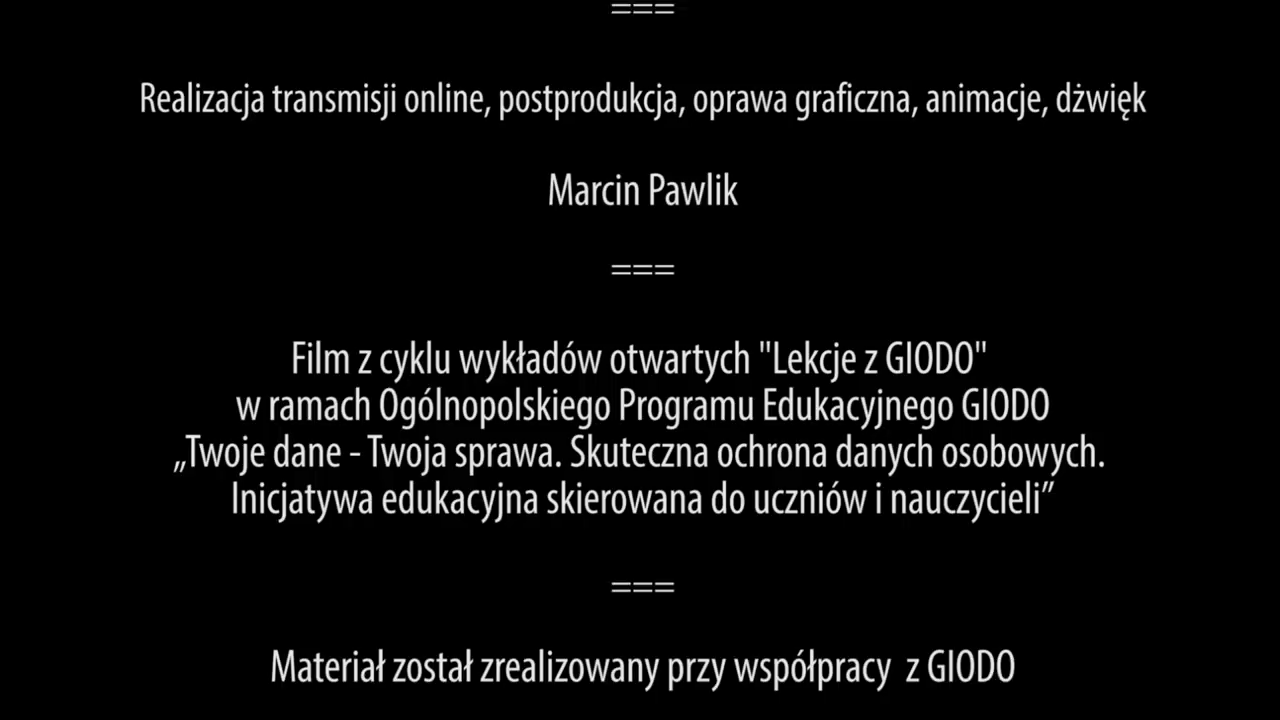 ===
Realizacja transmisji online, postprodukcja, oprawa graficzna, animacje, dżwięk
Marcin Pawlik
===
Film z cyklu wykładów otwartych "Lekcje z GIODO"
w ramach Ogólnopolskiego Programu Edukacyjnego GIODO
„Twoje dane - Twoja sprawa. Skuteczna ochrona danych osobowych.
Inicjatywa edukacyjna skierowana do uczniów i nauczycieli”
===
Materiał został zrealizowany przy współpracy  z GIODO